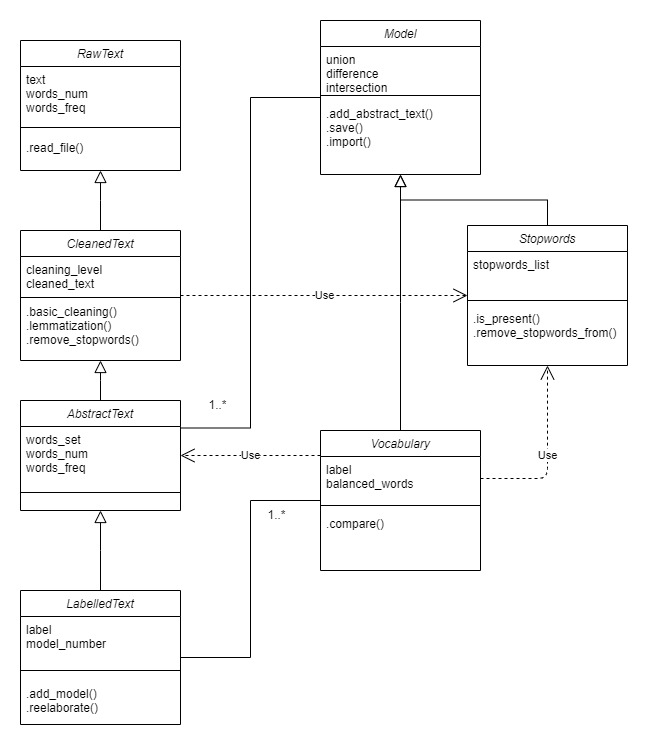 RawText
text
words_num
words_freq
.read_file()
Model
union
difference
intersection
.add_abstract_text()
.save()
.import()
CleanedText
cleaning_level
cleaned_text
.basic_cleaning()
.lemmatization()
.remove_stopwords()
Use
Stopwords
stopwords_list
.is_present()
.remove_stopwords_from()
1..*
AbstractText
words_set
words_num
words_freq
Use
Vocabulary
label
balanced_words
.compare()
Use
1..*
LabelledText
label
model_number
.add_model()
.reelaborate()